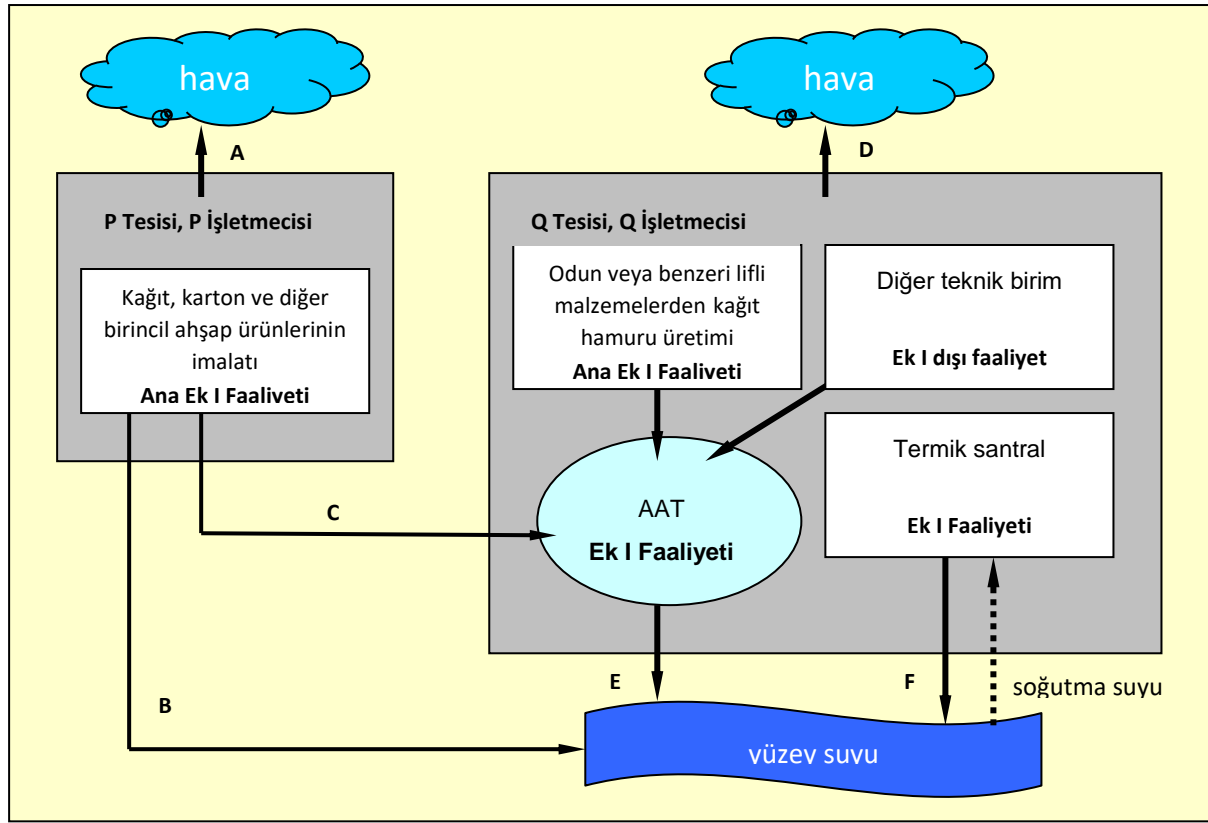 hava
hava
A
D
P Tesisi, P İşletmecisi
Kağıt, karton ve diğer
birincil ahşap ürünlerinin
imalatı
Ana Ek I Faaliveti
Q Tesisi, Q İşletmecisi
Odun veya benzeri lifli
malzemelerden kağıt
hamuru üretimi
Ana Ek I Faaliveti
Diğer teknik birim
Ek I dışı faaliyet
Termik santral
Ek I Faaliyeti
AAT
Ek I Faaliyeti
C
B
E
F
soğutma suyu
vüzev suvu